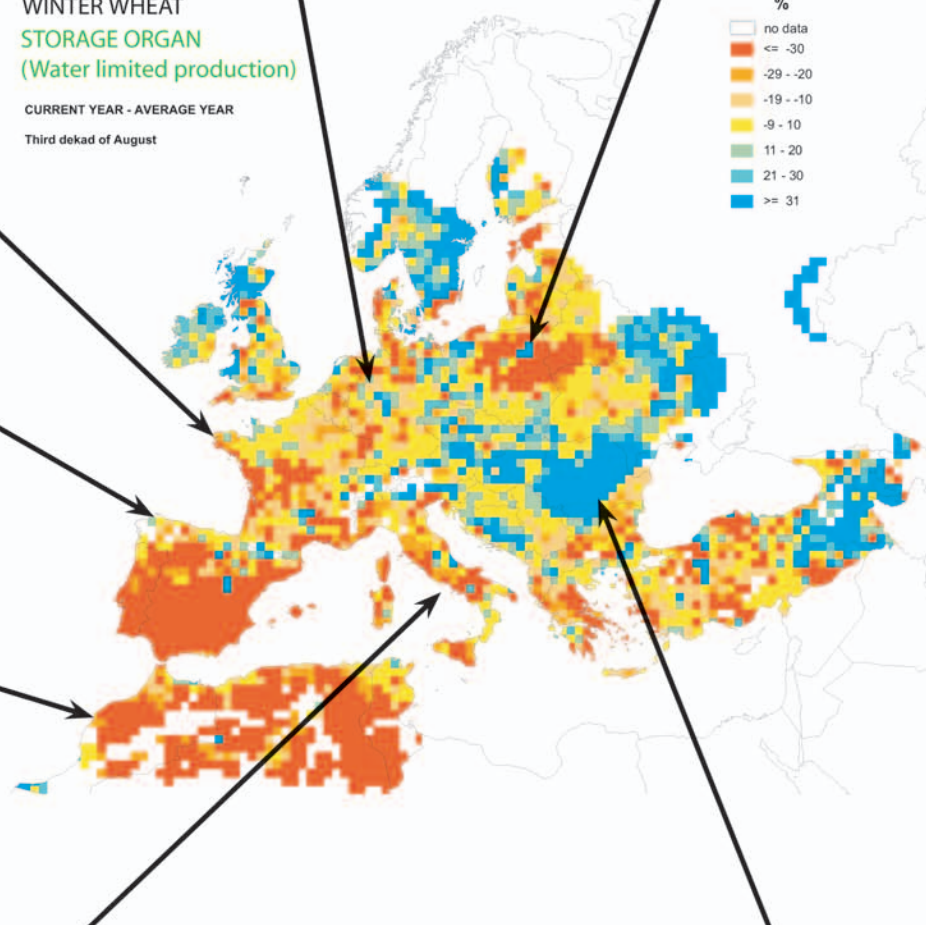 WINTER WHEAT
STORAGE ORGAN
(Water limited production)
CURRENT YEAR - AVERAGE YEAR
Third dekad of August
%
no data
<= -30
-29 - -20
-19 - -10
-9 - 10
11 - 20
21 - 30
>= 31